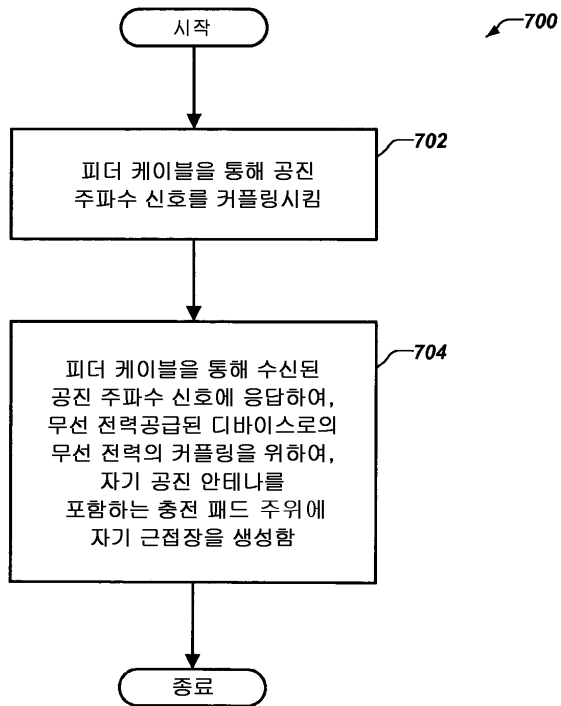 시작
700
702
피더 케이블을 통해 공진
주파수 신호를 커플링시킴
704
피더 케이블을 통해 수신된
공진 주파수 신호에 응답하여,
무선 전력공급된 디바이스로의
무선 전력의 커플링을 위하여,
자기 공진 안테나를
포함하는 충전 패드 주위에
자기 근접장을 생성함
종료